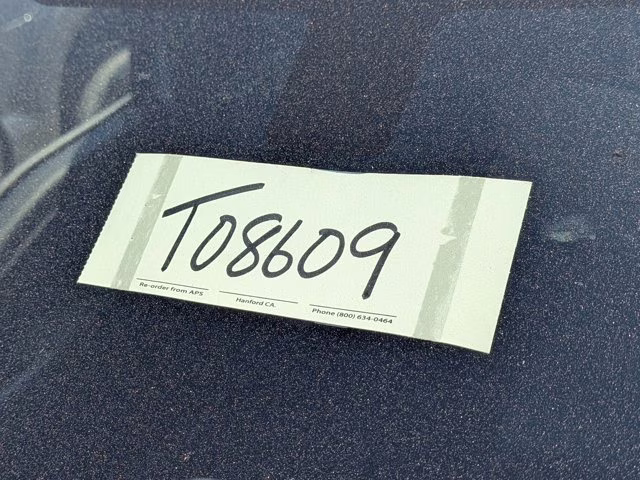 T08609
Re-order from APS
Hanford CA.
Phone (800) 634-0464